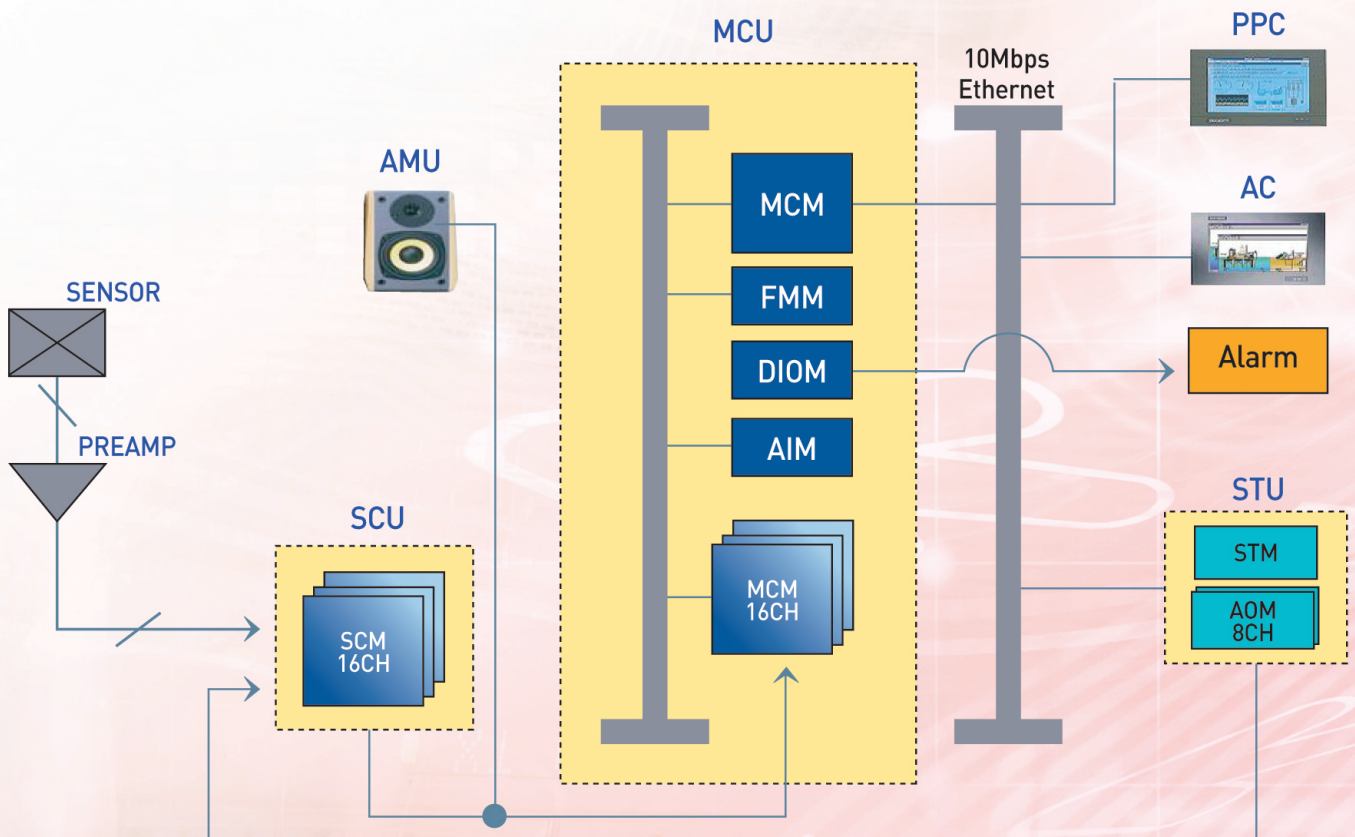 MCU
PPC
10Mbps
Ethernet
AMU
MCM
AC
SENSOR
FMM
DIOM
Alarm
PREAMP
AIM
SCU
STU
STM
MCM
16CH
AOM
8CH
SCM
16CH